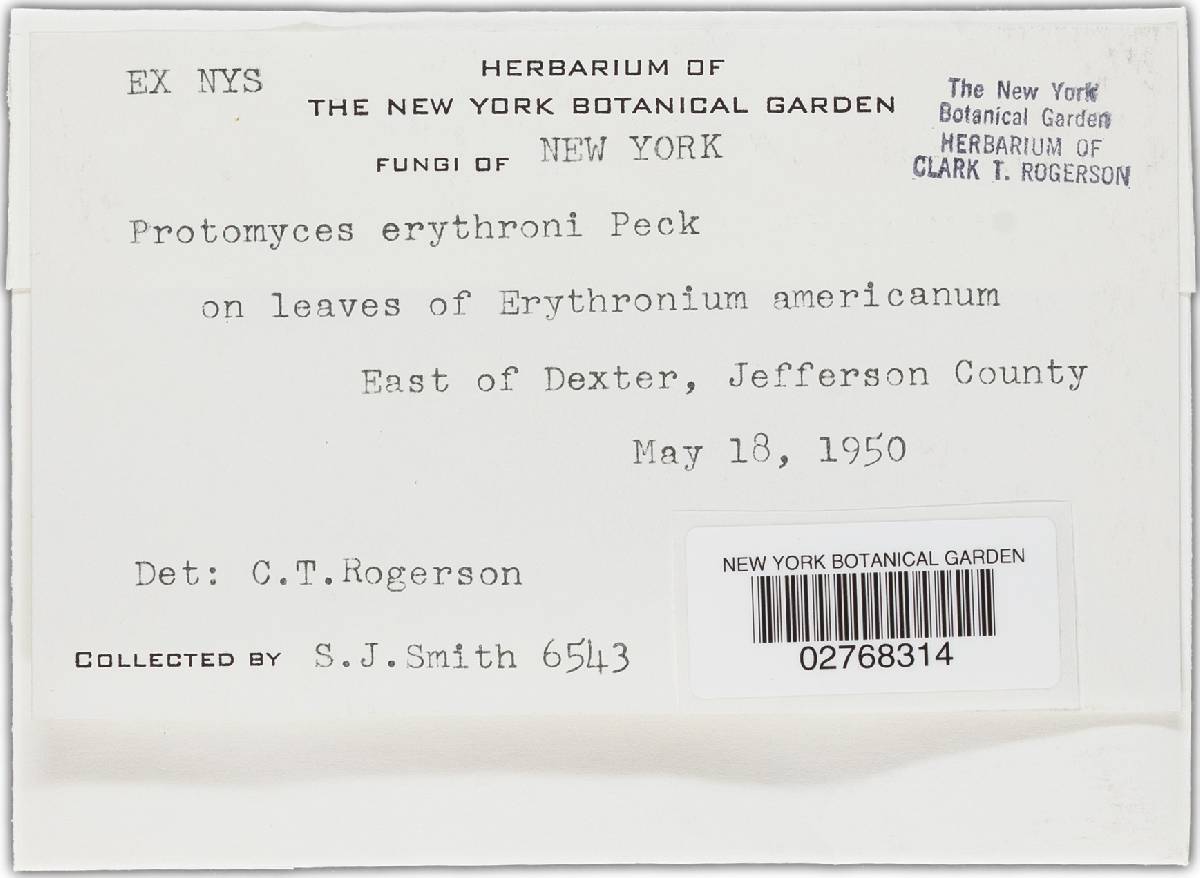 EX NYS
HERBARIUM OF
THE NEW YORK BOTANICAL GARDEN
FUNGI OF NEW YORK
The New York
Botanical Garden
HERBARIUM OF
CLARK T. ROGERSON
Protomyces erythroni Peck
on leaves of Erythronium americanum
East of Dexter, Jefferson County
May 18, 1950
Det: C.T.Rogerson
COLLECTED BY S.J.Smith 6543
NEW YORK BOTANICAL GARDEN
02768314